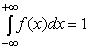 ∫_{-∞}^{+∞} f(x)dx = 1